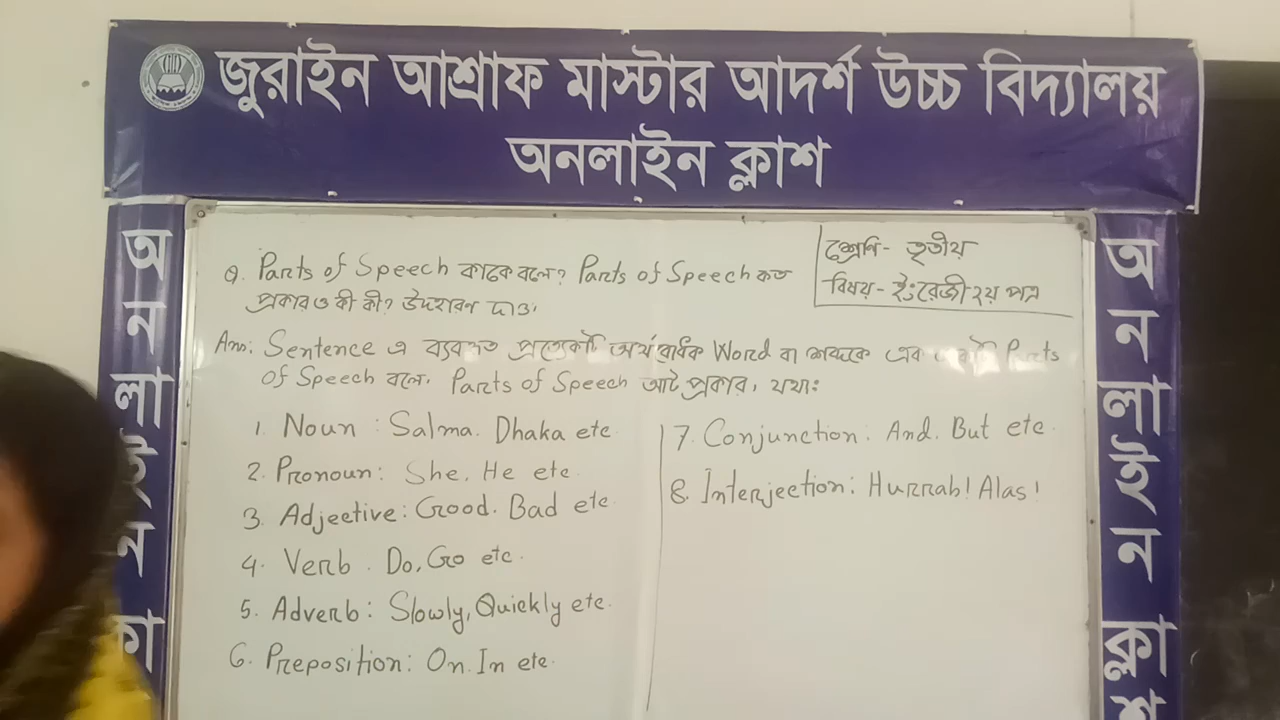 জুরাইন আশ্রাফ মাস্টার আদর্শ উচ্চ বিদ্যালয়
অনলাইন ক্লাশ
শ্রেণি- তৃতীয়
বিষয়- ইংরেজী ২য় পত্র
Q. Parts of Speech কাকে বলে? Parts of Speech কত
প্রকার ও কী কী? উদাহরণ দাও।
Ans: Sentence এ ব্যবহৃত প্রত্যেকটি অর্থবোধক Word বা শব্দকে এক Parts
of Speech বলে. Parts of Speech আট প্রকার, যথাঃ
1. Noun : Salma. Dhaka etc.
2. Pronoun: She, He etc.
3. Adjective: Good. Bad etc.
4. Verb . Do, Go etc.
5. Adverb: Slowly, Quickly etc.
6. Preposition: On. In etc.
7. Conjunction: And. But etc.
8. Interjection: Hurrah! Alas!
অনলাইন ক্লা
অনলাইন ক্লাশ